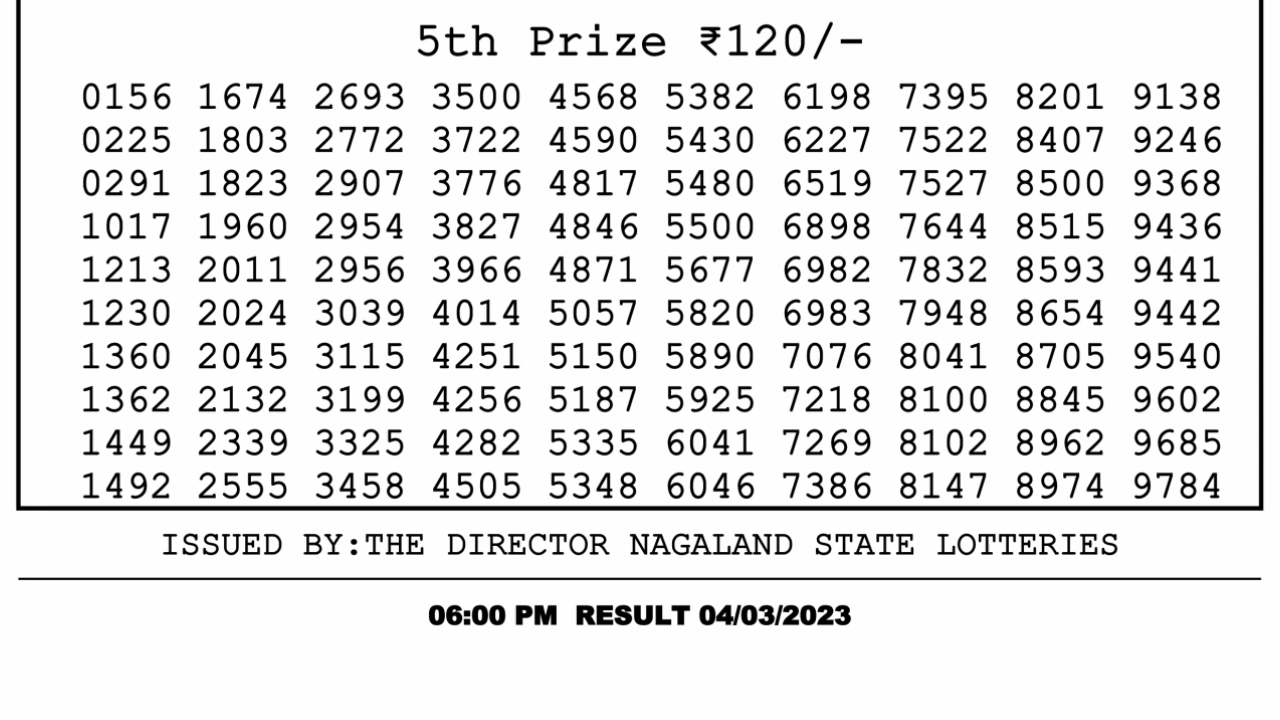 5th Prize ₹120/-
0156 1674 2693 3500 4568 5382 6198 7395 8201 9138
0225 1803 2772 3722 4590 5430 6227 7522 8407 9246
0291 1823 2907 3776 4817 5480 6519 7527 8500 9368
1017 1960 2954 3827 4846 5500 6898 7644 8515 9436
1213 2011 2956 3966 4871 5677 6982 7832 8593 9441
1230 2024 3039 4014 5057 5820 6983 7948 8654 9442
1360 2045 3115 4251 5150 5890 7076 8041 8705 9540
1362 2132 3199 4256 5187 5925 7218 8100 8845 9602
1449 2339 3325 4282 5335 6041 7269 8102 8962 9685
1492 2555 3458 4505 5348 6046 7386 8147 8974 9784
ISSUED BY:THE DIRECTOR NAGALAND STATE LOTTERIES
06:00 PM RESULT 04/03/2023